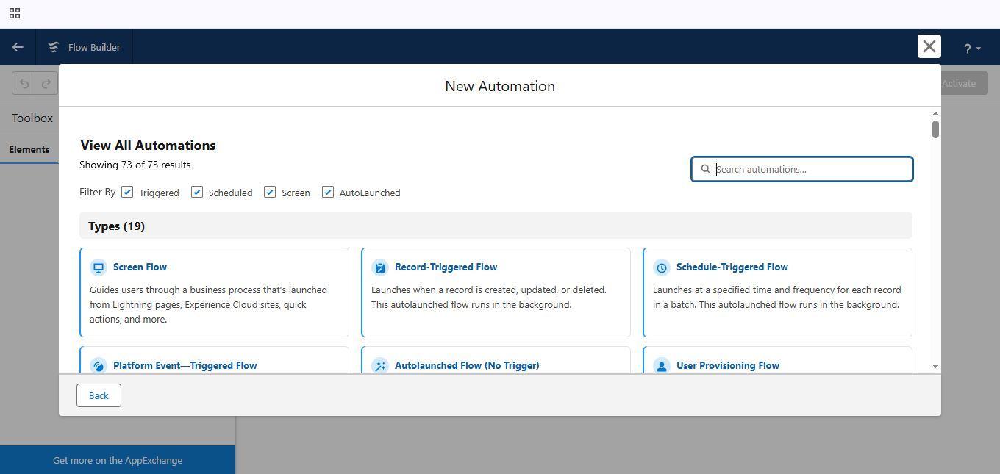 Flow Builder
?
Activate
Toolbox
Elements
New Automation
View All Automations
Showing 73 of 73 results
Search automations...
Filter By Triggered Scheduled Screen AutoLaunched
Types (19)
Screen Flow
Guides users through a business process that's launched
from Lightning pages, Experience Cloud sites, quick
actions, and more.
Record-Triggered Flow
Launches when a record is created, updated, or deleted.
This autolaunched flow runs in the background.
Schedule-Triggered Flow
Launches at a specified time and frequency for each record
in a batch. This autolaunched flow runs in the background.
Platform Event—Triggered Flow
Autolaunched Flow (No Trigger)
User Provisioning Flow
Back
Get more on the AppExchange